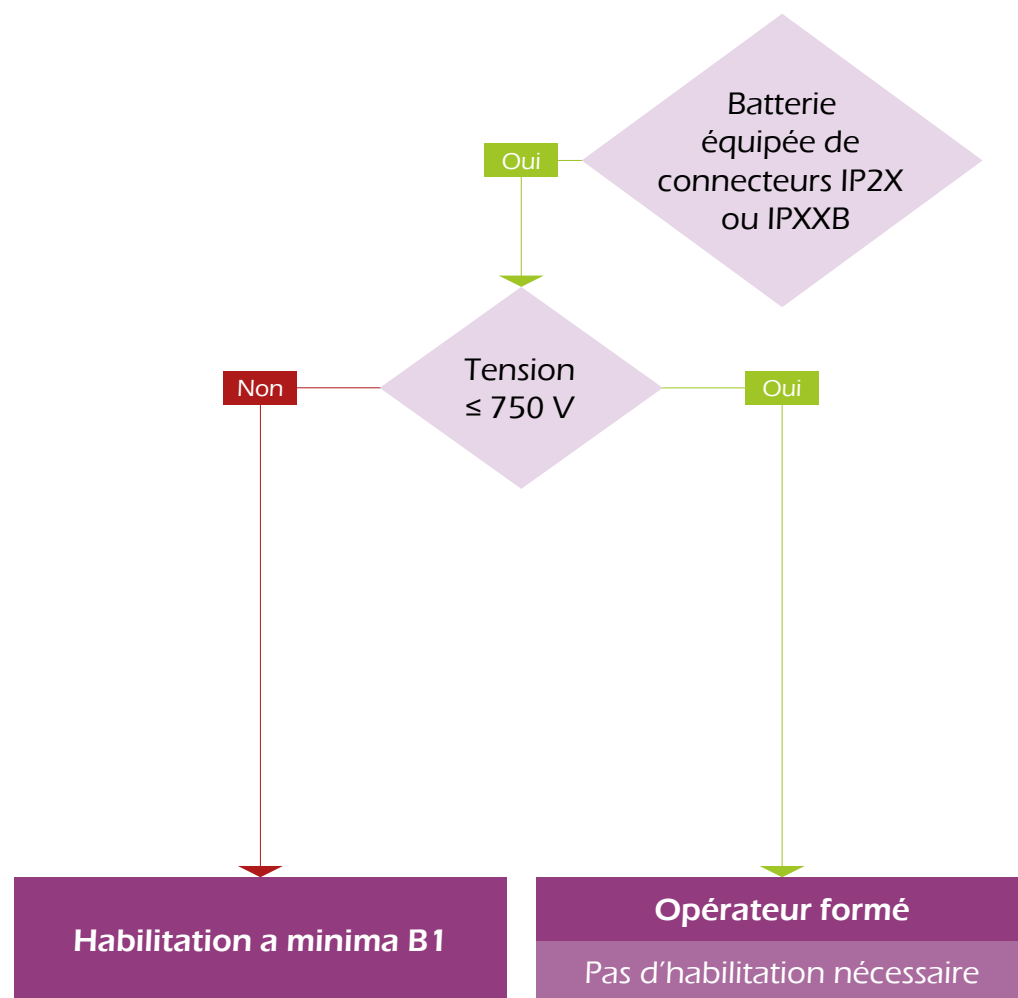 Batterie
équipée de
connecteurs IP2X
ou IPXXB
Oui
Tension
≤ 750 V
Non
Oui
Habilitation a minima B1
Opérateur formé
Pas d’habilitation nécessaire